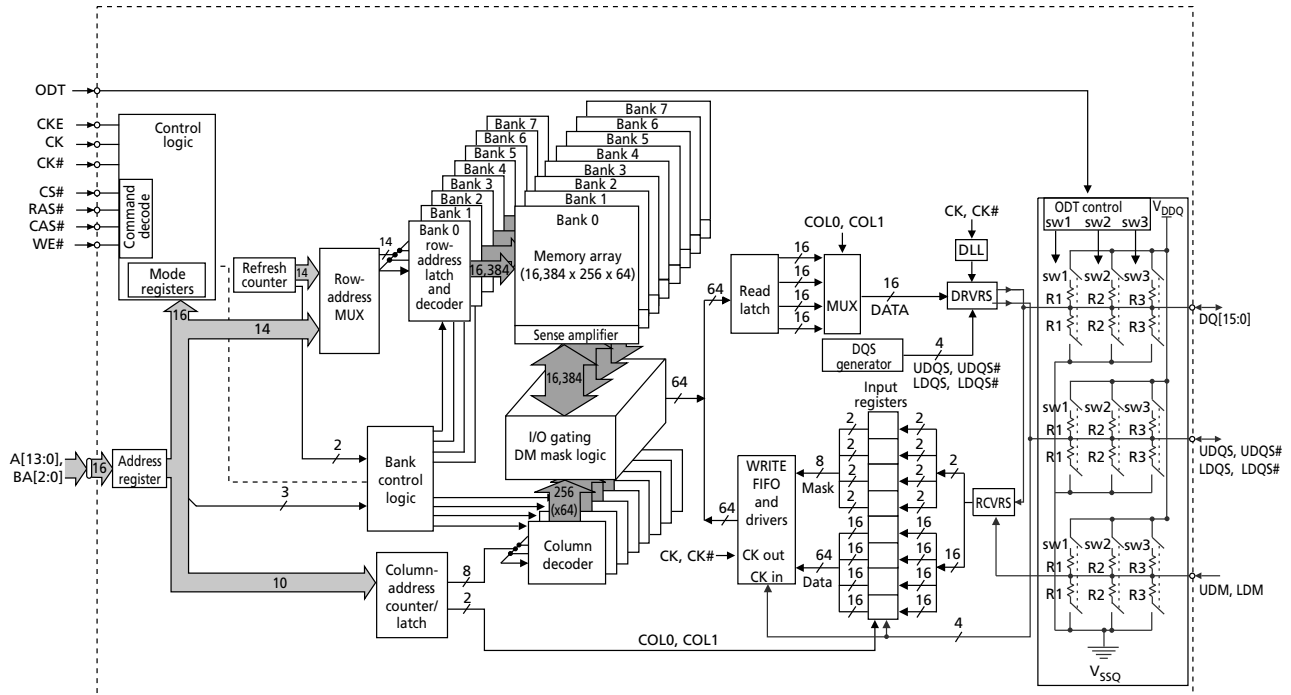 ODT
CKE
CK
CK#
CS#
RAS#
CAS#
WE#
Control
logic
Command
decode
Mode
registers
16
Refresh
counter
14
14
Row-
address
MUX
14
Bank 7
Bank 6
Bank 5
Bank 4
Bank 3
Bank 2
Bank 1
Bank 0
row-
address
latch
and
decoder
16,384
Bank 7
Bank 6
Bank 5
Bank 4
Bank 3
Bank 2
Bank 1
Bank 0
Memory array
(16,384 x 256 x 64)
Sense amplifier
16,384
I/O gating
DM mask logic
256
(x64)
Column
decoder
A[13:0],
BA[2:0]
16
Address
register
2
3
Bank
control
logic
10
Column-
address
counter/
latch
8
2
COL0, COL1
64
64
Read
latch
16
16
16
16
COL0, COL1
MUX
16
DATA
CK, CK#
DLL
DRVRS
DQS
generator
4
UDQS, UDQS#
LDQS, LDQS#
Input
registers
64
WRITE
FIFO
and
drivers
CK out
CK in
CK, CK#
8
Mask
64
Data
2
2
2
2
16
16
16
16
2
2
2
2
16
16
16
16
2
16
RCVRS
4
ODT control
sw1 sw2 sw3
VDDQ
sw1 sw2 sw3
R1 R2 R3
R1 R2 R3
DQ[15:0]
sw1 sw2 sw3
R1 R2 R3
R1 R2 R3
UDQS, UDQS#
LDQS, LDQS#
sw1 sw2 sw3
R1 R2 R3
R1 R2 R3
UDM, LDM
VSSQ